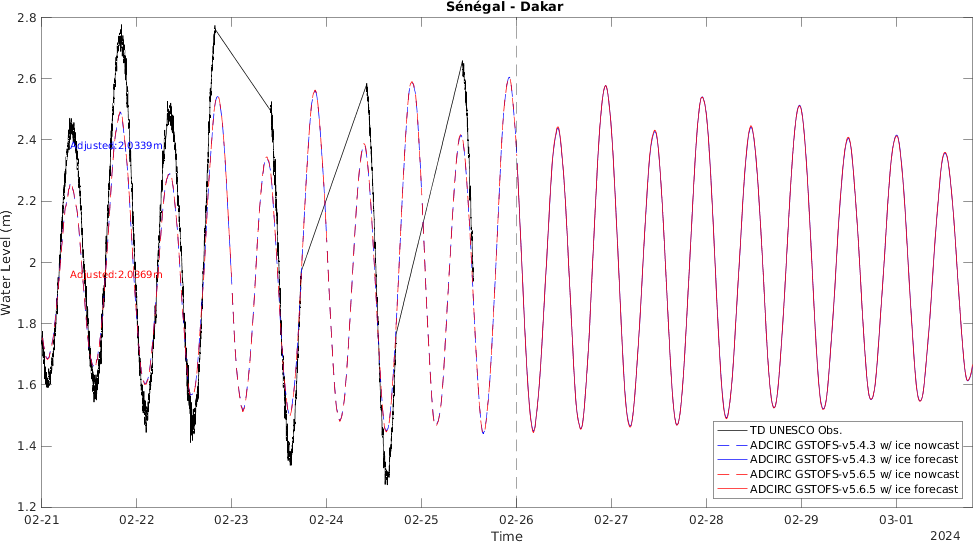 Sénégal - Dakar
2.8
2.6
2.4
2.2
2
1.8
1.6
1.4
1.2
Water Level (m)
Adjusted:2.0339m
Adjusted:2.0369m
TD UNESCO Obs.
ADCIRC GSTOFS-v5.4.3 w/ ice nowcast
ADCIRC GSTOFS-v5.4.3 w/ ice forecast
ADCIRC GSTOFS-v5.6.5 w/ ice nowcast
ADCIRC GSTOFS-v5.6.5 w/ ice forecast
02-21 02-22 02-23 02-24 02-25 02-26 02-27 02-28 02-29 03-01
Time
2024